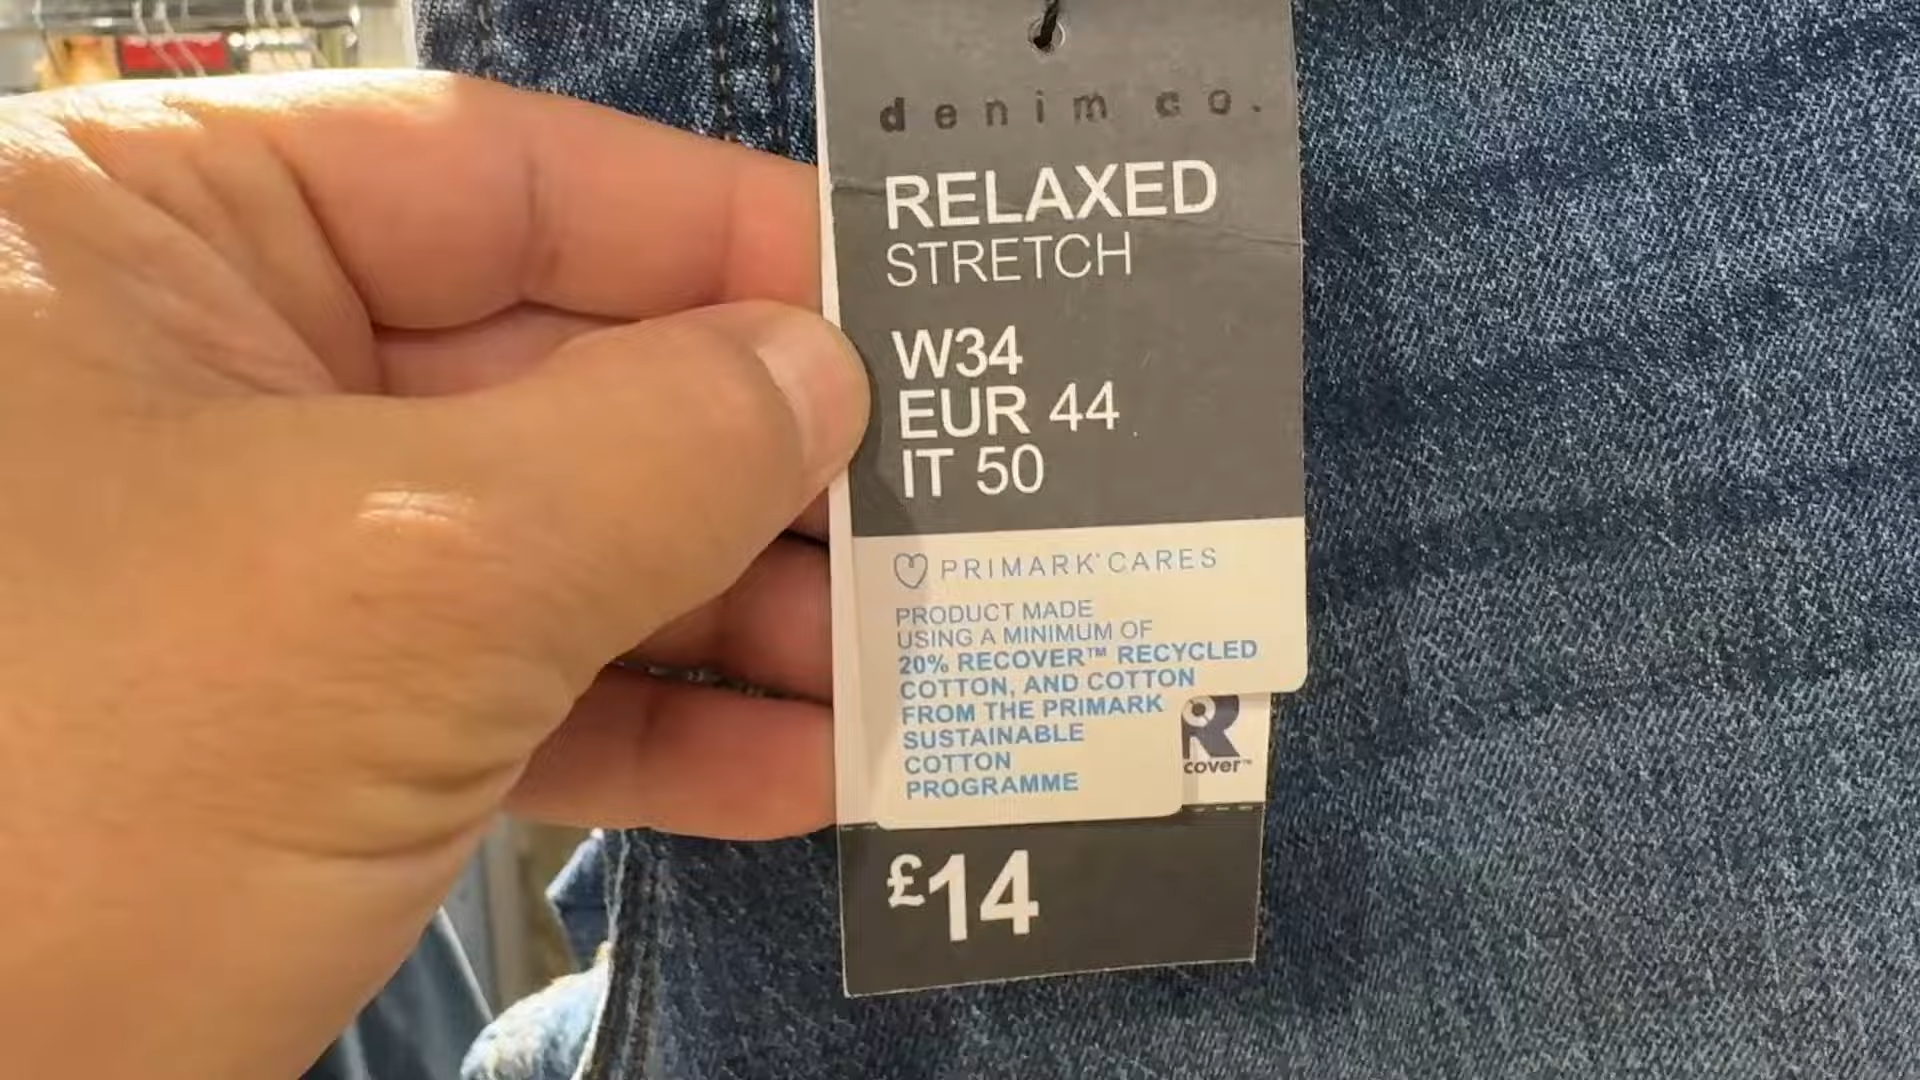 denim co.
RELAXED
STRETCH
W34
EUR 44
IT 50
PRIMARK® CARES
PRODUCT MADE
USING A MINIMUM OF
20% RECOVER™ RECYCLED
COTTON, AND COTTON
FROM THE PRIMARK
SUSTAINABLE
COTTON
PROGRAMME
R
cover™
£14